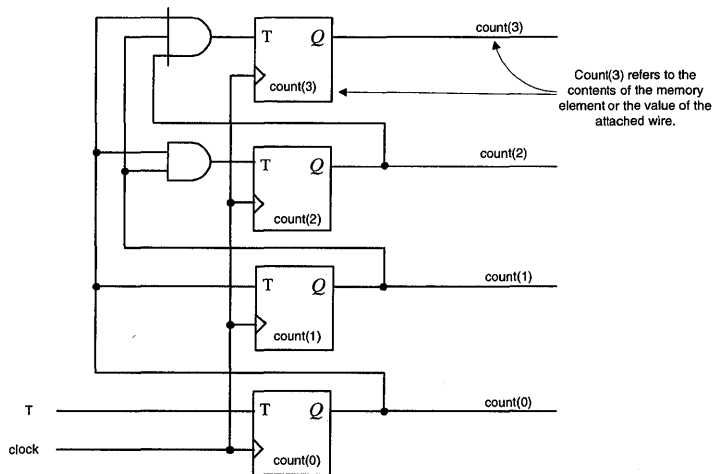 count(3)
T Q
count(3)
Count(3) refers to the
contents of the memory
element or the value of the
attached wire.
count(2)
T Q
count(2)
count(1)
T Q
count(1)
count(0)
T T Q
clock
count(0)